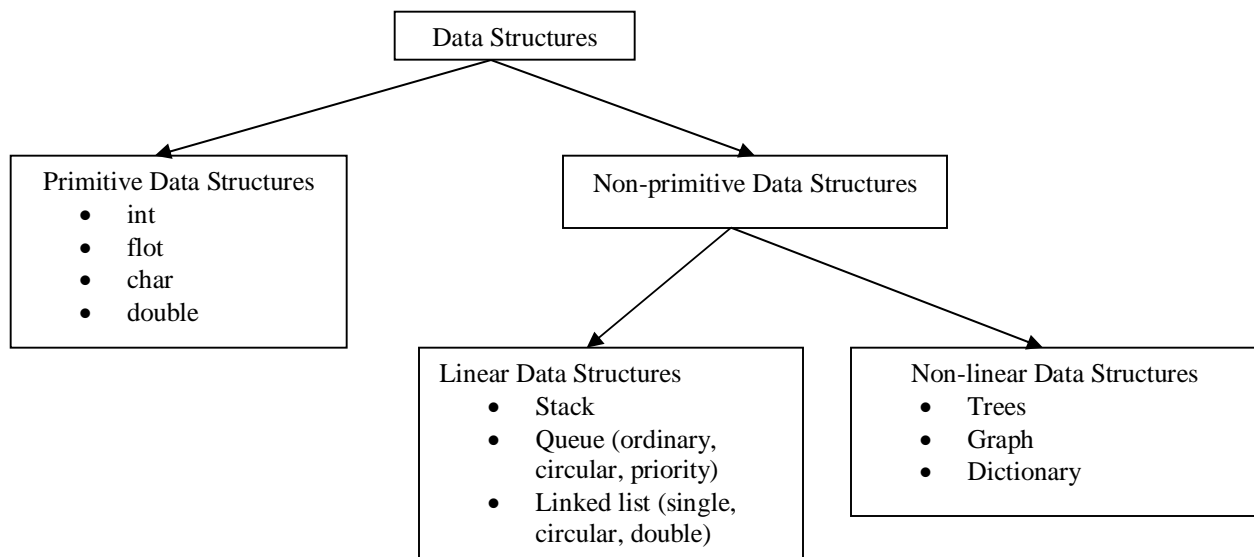 Data Structures
Primitive Data Structures
• int
• flot
• char
• double
Non-primitive Data Structures
Linear Data Structures
• Stack
• Queue (ordinary,
circular, priority)
• Linked list (single,
circular, double)
Non-linear Data Structures
• Trees
• Graph
• Dictionary